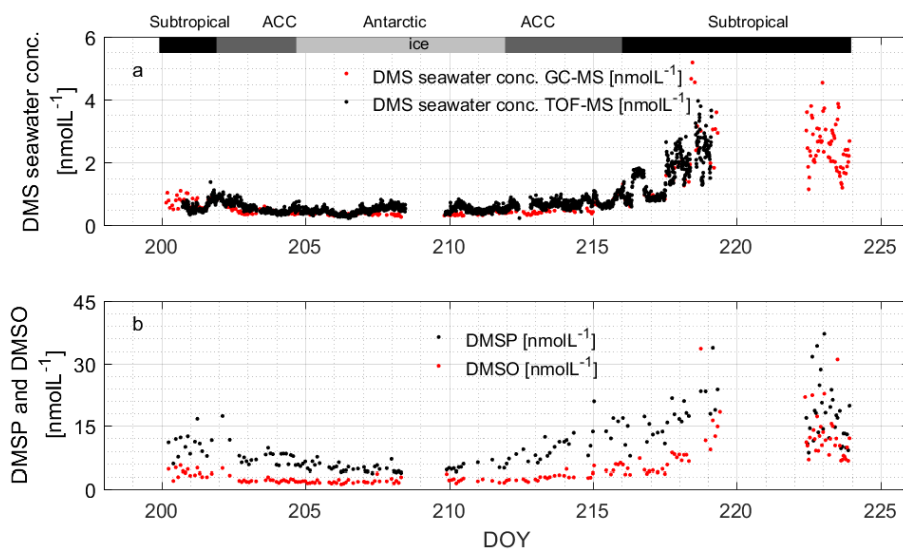 Subtropical ACC Antarctic ACC Subtropical
ice
DMS seawater conc.
[nmolL⁻¹]
6
4
2
0
a
DMS seawater conc. GC-MS [nmolL⁻¹]
DMS seawater conc. TOF-MS [nmolL⁻¹]
200 205 210 215 220 225
DMSP and DMSO
[nmolL⁻¹]
45
30
15
0
b
DMSP [nmolL⁻¹]
DMSO [nmolL⁻¹]
200 205 210 215 220 225
DOY